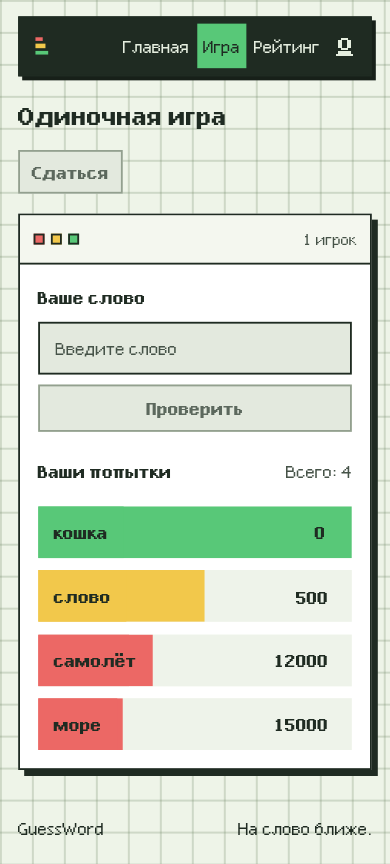 Главная Игра Рейтинг
Одиночная игра
Сдаться
1 игрок
Ваше слово
Введите слово
Проверить
Ваши попытки Всего: 4
кошка 0
слово 500
самолёт 12000
море 15000
GuessWord На слово ближе.